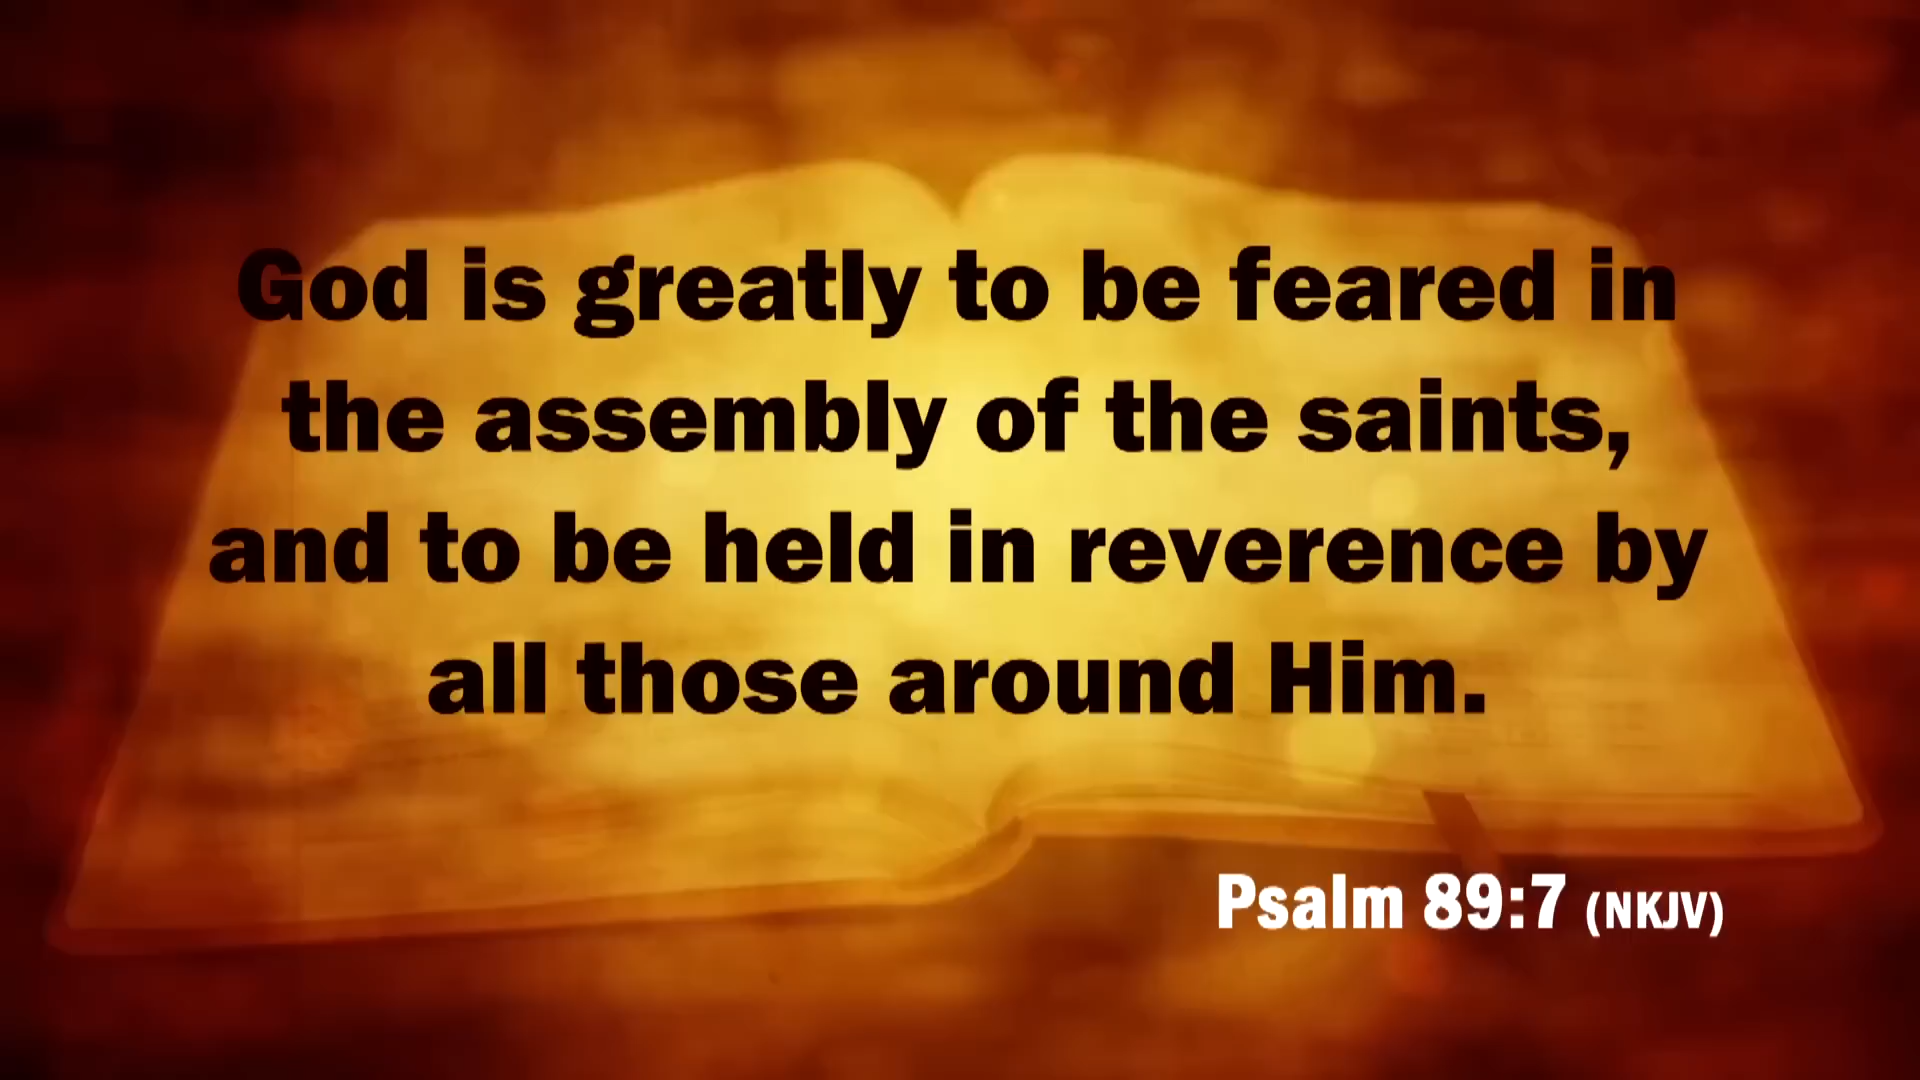 God is greatly to be feared in
the assembly of the saints,
and to be held in reverence by
all those around Him.
Psalm 89:7 (NKJV)